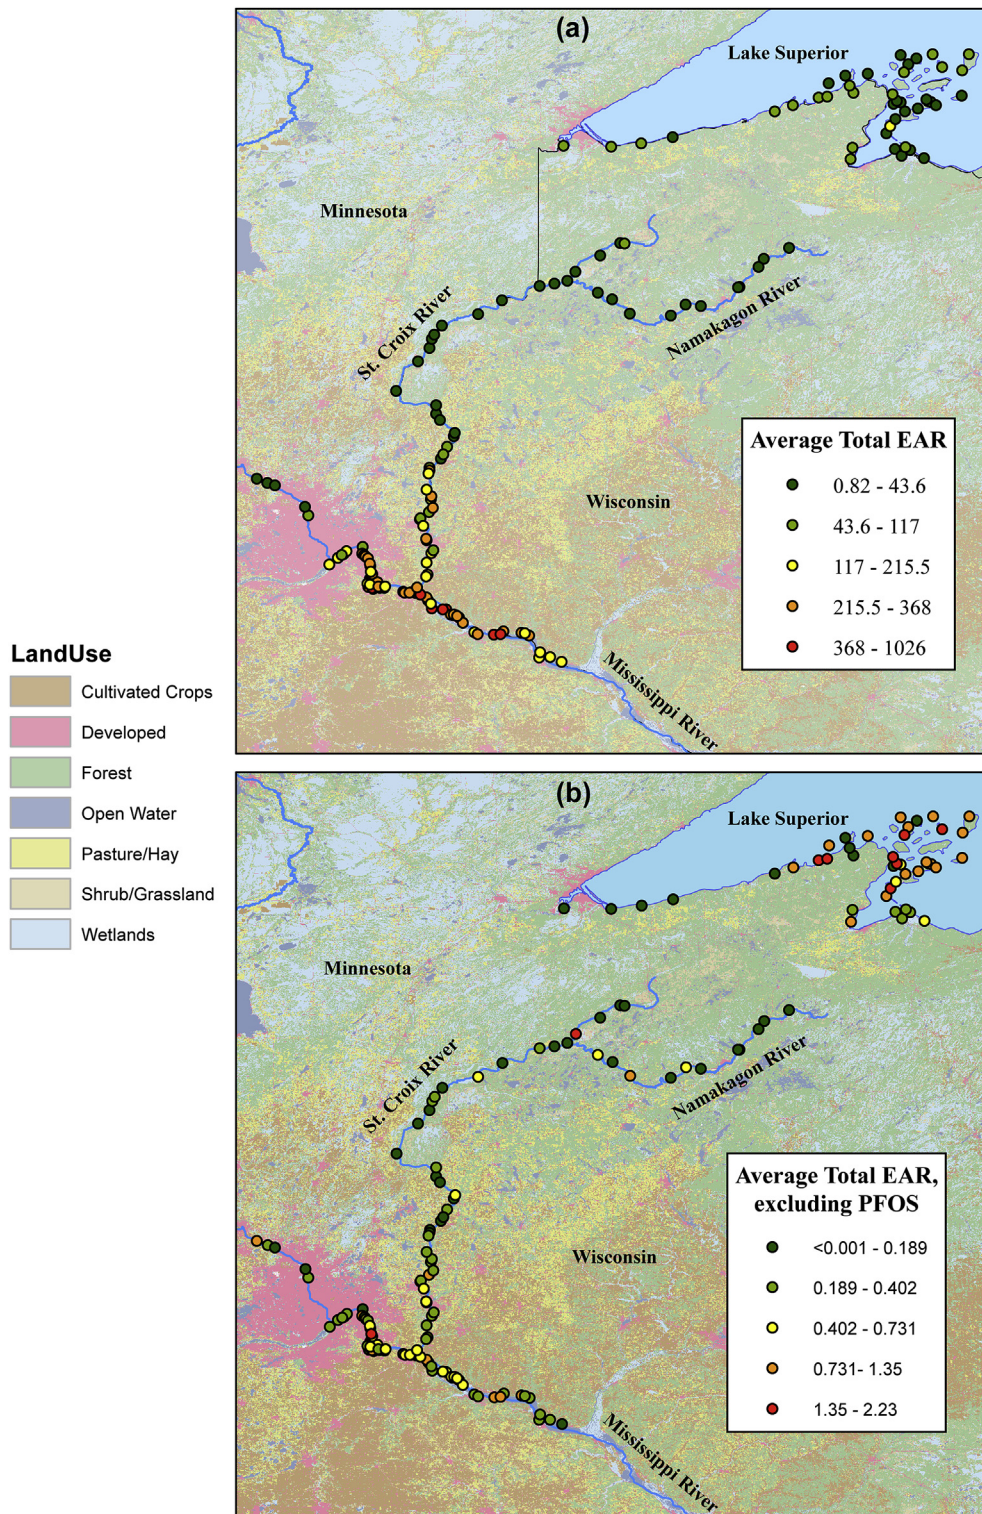 (a)
Lake Superior
Minnesota
St. Croix River
Namakagon River
Average Total EAR
0.82 - 43.6
43.6 - 117
117 - 215.5
215.5 - 368
368 - 1026
Wisconsin
Mississippi River
LandUse
Cultivated Crops
Developed
Forest
Open Water
Pasture/Hay
Shrub/Grassland
Wetlands
(b)
Lake Superior
Minnesota
St. Croix River
Namakagon River
Average Total EAR,
excluding PFOS
<0.001 - 0.189
0.189 - 0.402
0.402 - 0.731
0.731- 1.35
1.35 - 2.23
Wisconsin
Mississippi River